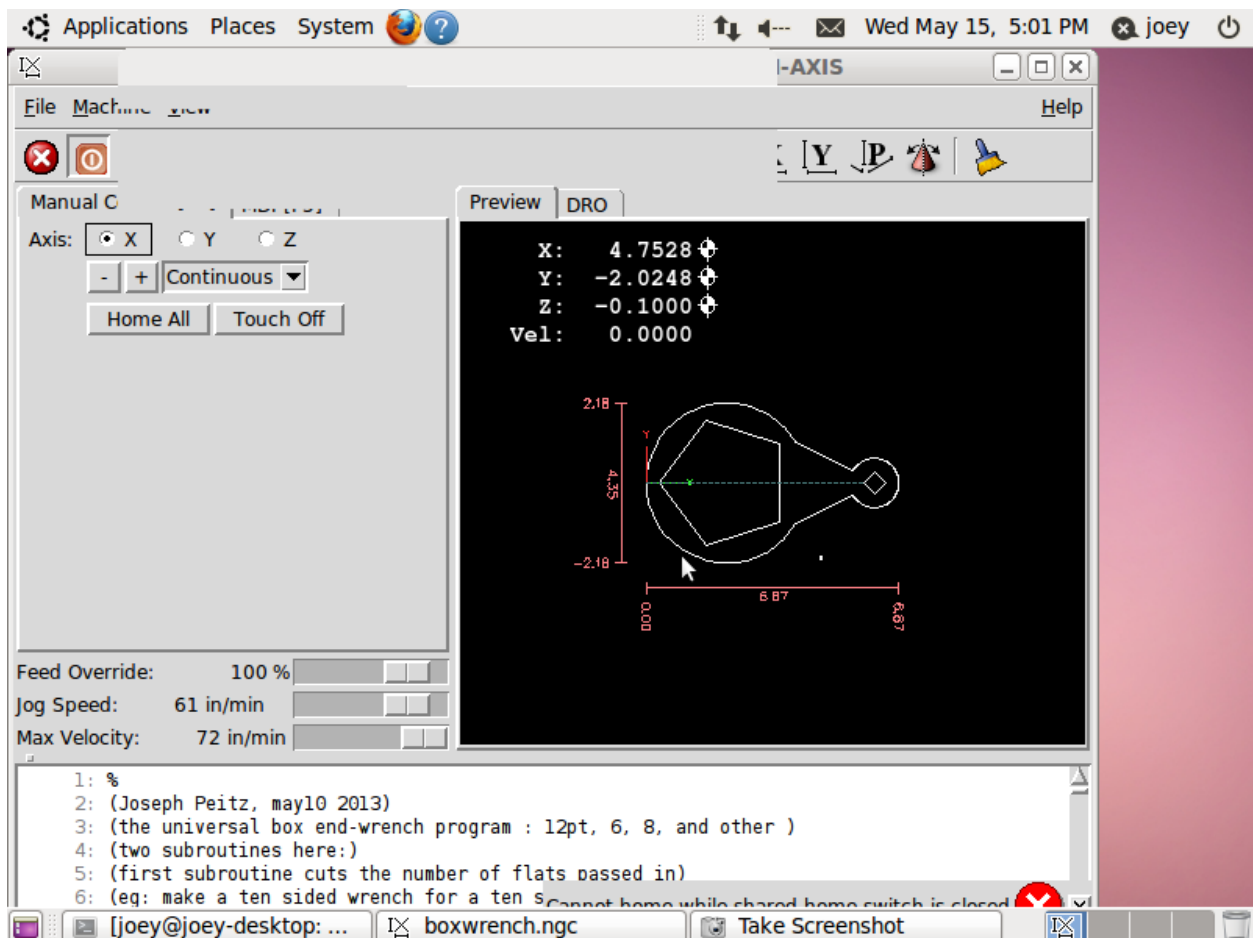 Applications Places System ? Wed May 15, 5:01 PM joey
-AXIS
File View Help
Y P
Manual Preview DRO
Axis: X Y Z
- + Continuous
Home All Touch Off
X: 4.7528
Y: -2.0248
Z: -0.1000
Vel: 0.0000
2.18
Y
4.35
X
-2.18
6.87
0.00
6.87
Feed Override: 100 %
Jog Speed: 61 in/min
Max Velocity: 72 in/min
1: %
2: (Joseph Peitz, may10 2013)
3: (the universal box end-wrench program : 12pt, 6, 8, and other )
4: (two subroutines here:)
5: (first subroutine cuts the number of flats passed in)
6: (eg: make a ten sided wrench for a ten s
Cannot home while shared home switch is closed
[joey@joey-desktop: ... boxwrench.ngc Take Screenshot